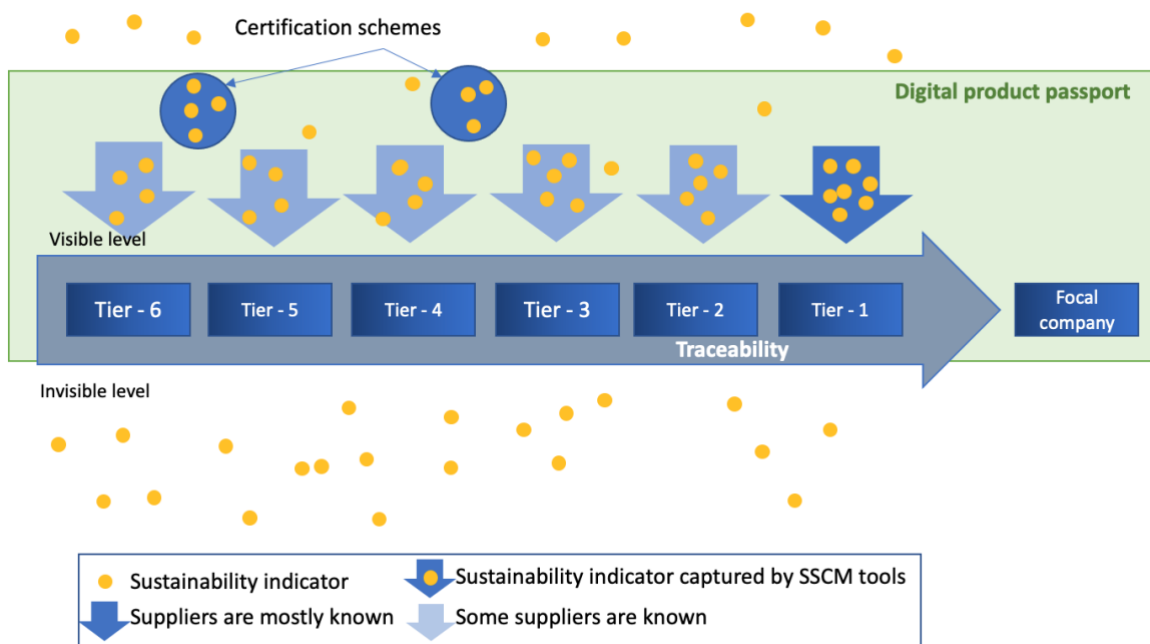 Certification schemes
Digital product passport
Visible level
Tier - 6
Tier - 5
Tier - 4
Tier - 3
Tier - 2
Tier - 1
Focal
company
Traceability
Invisible level
Sustainability indicator
Sustainability indicator captured by SSCM tools
Suppliers are mostly known
Some suppliers are known